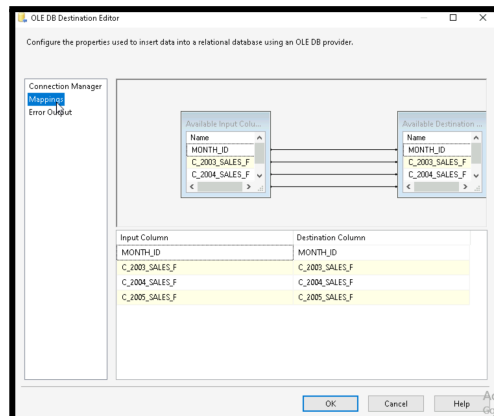 OLE DB Destination Editor
Configure the properties used to insert data into a relational database using an OLE DB provider.
Connection Manager
Mappings
Error Output
Available Input Colu...
Name
MONTH_ID
C_2003_SALES_F
C_2004_SALES_F
Available Destination ...
Name
MONTH_ID
C_2003_SALES_F
C_2004_SALES_F
Input Column Destination Column
MONTH_ID MONTH_ID
C_2003_SALES_F C_2003_SALES_F
C_2004_SALES_F C_2004_SALES_F
C_2005_SALES_F C_2005_SALES_F
OK Cancel Help